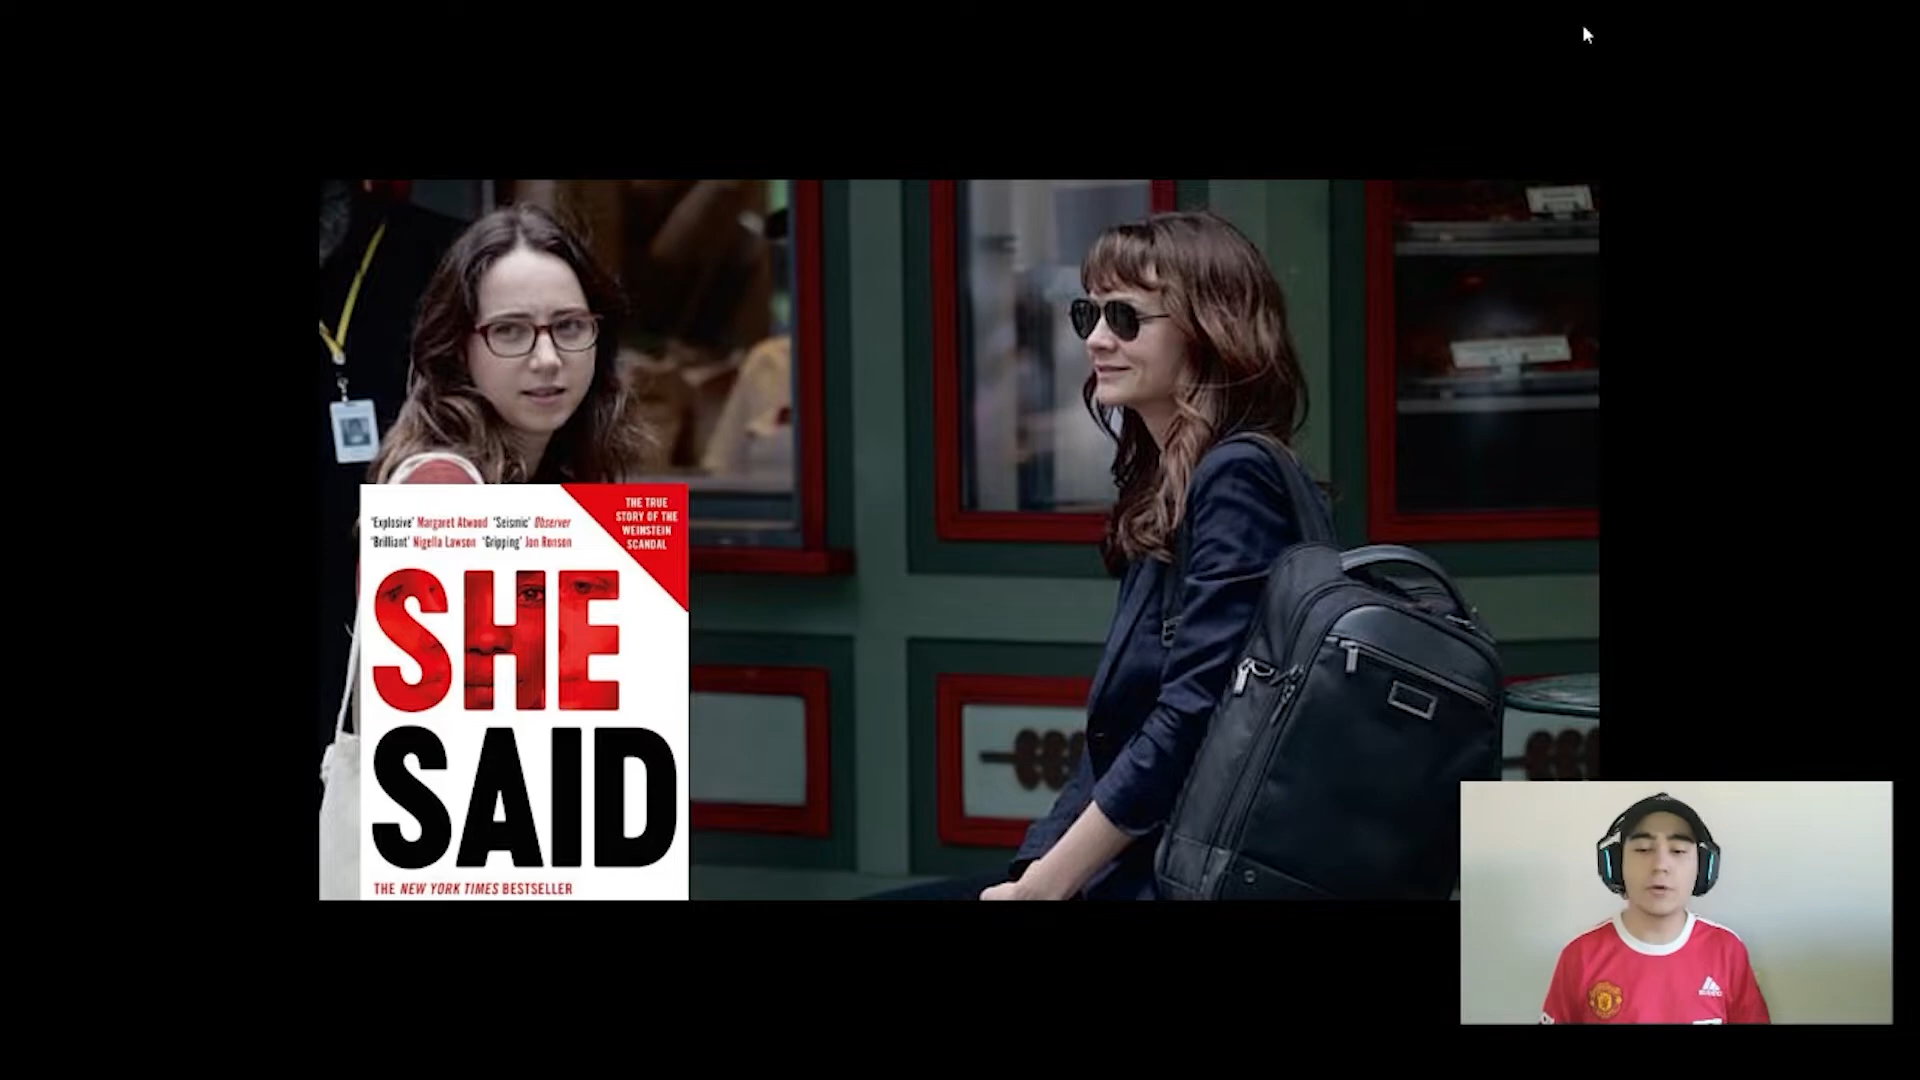 'Explosive' Margaret Atwood 'Seismic' Observer
'Brilliant' Nigella Lawson 'Gripping' Jon Ronson
THE TRUE
STORY OF THE
WEINSTEIN
SCANDAL
SHE
SAID
THE NEW YORK TIMES BESTSELLER